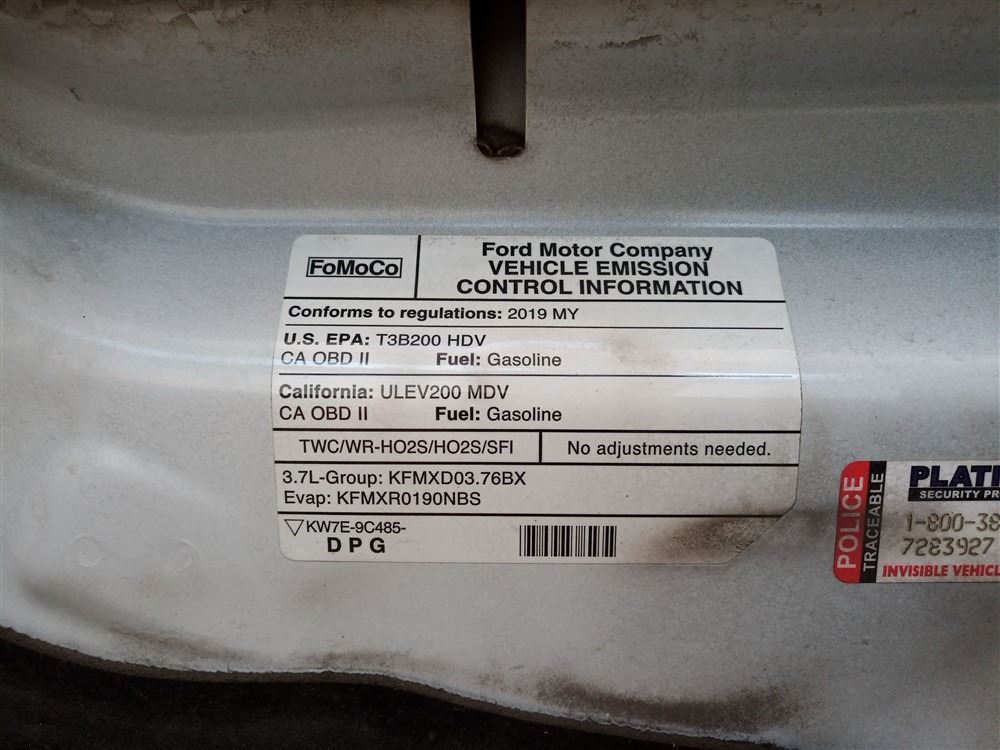 FoMoCo
Ford Motor Company
VEHICLE EMISSION
CONTROL INFORMATION
Conforms to regulations: 2019 MY
U.S. EPA: T3B200 HDV
CA OBD II Fuel: Gasoline
California: ULEV200 MDV
CA OBD II Fuel: Gasoline
TWC/WR-HO2S/HO2S/SFI No adjustments needed.
3.7L-Group: KFMXD03.76BX
Evap: KFMXR0190NBS
KW7E-9C485-
D P G
POLICE
TRACEABLE
PLATI
SECURITY PR
1-800-38
7283927
INVISIBLE VEHICL